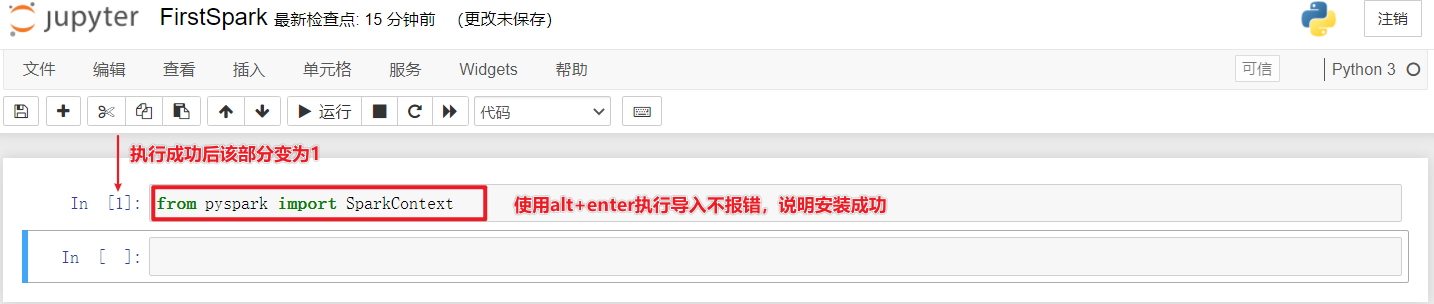 jupyter FirstSpark 最新检查点: 15 分钟前 (更改未保存) 注销
文件 编辑 查看 插入 单元格 服务 Widgets 帮助 可信 Python 3
运行 代码
执行成功后该部分变为1
In [1]: from pyspark import SparkContext 使用alt+enter执行导入不报错，说明安装成功
In [ ]: